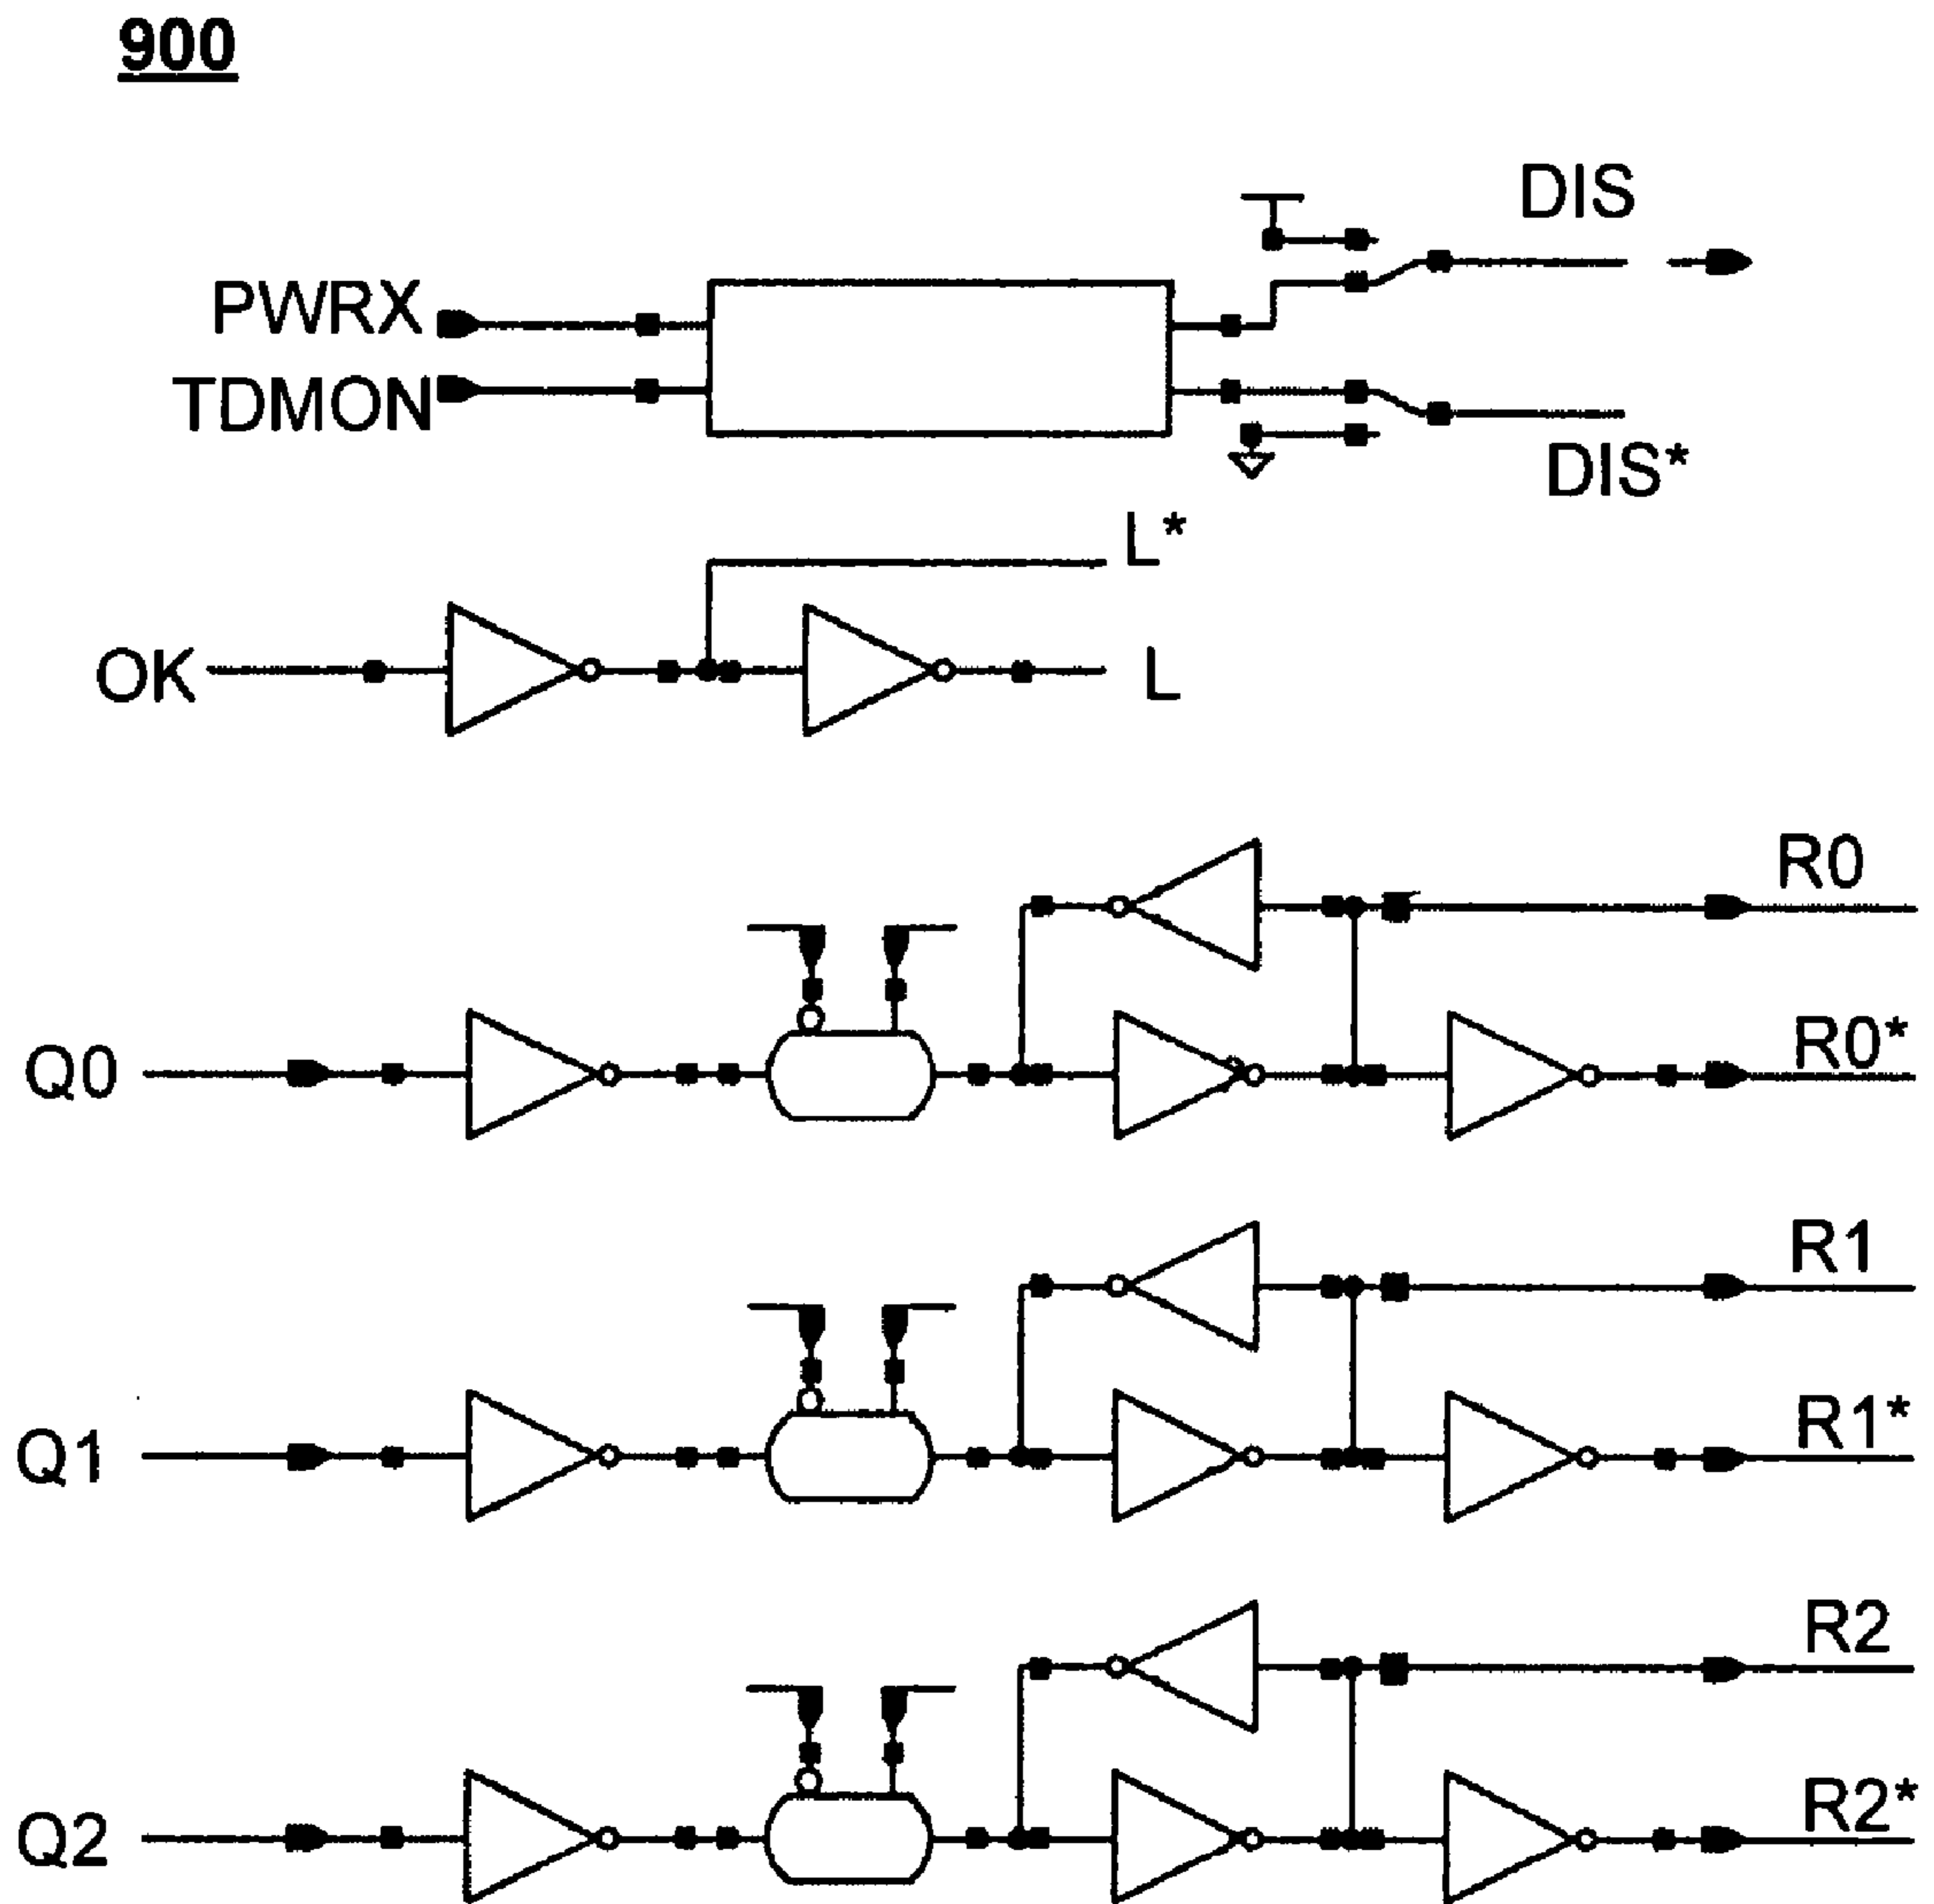 900
DIS
PWRX
TDMON
DIS*
L*
OK
L
R0
Q0
R0*
R1
Q1
R1*
R2
Q2
R2*